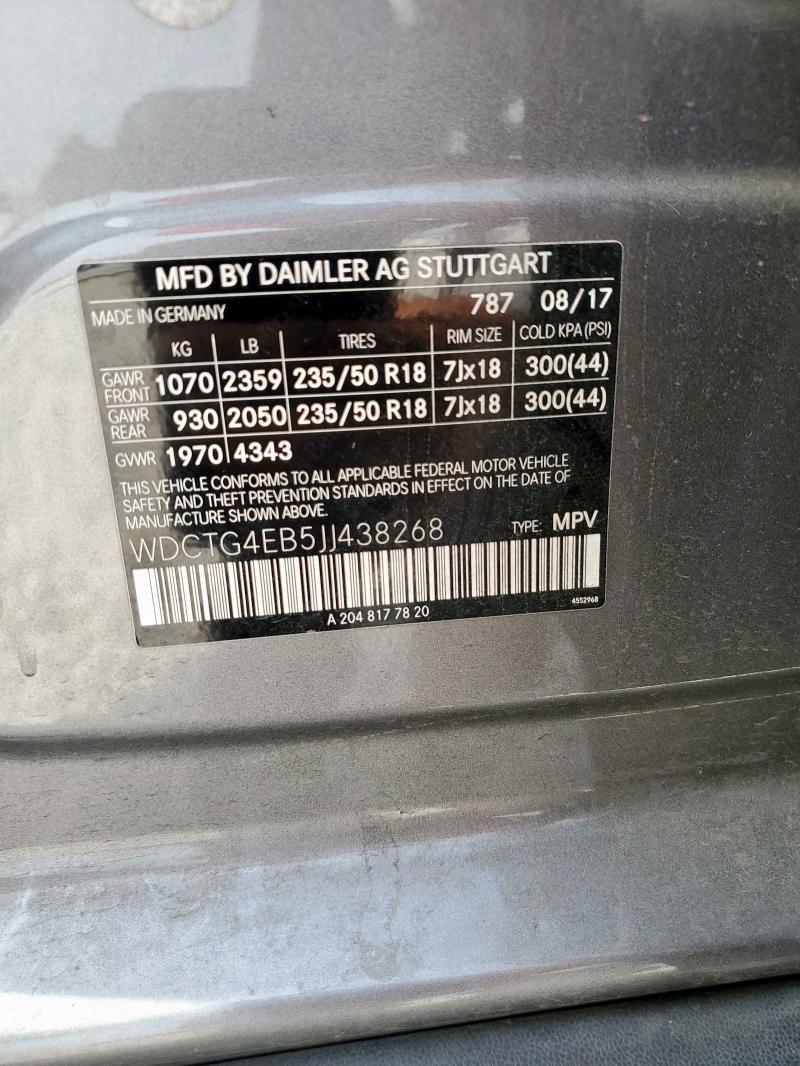 MFD BY DAIMLER AG STUTTGART
MADE IN GERMANY 787 08/17
KG LB TIRES RIM SIZE COLD KPA (PSI)
GAWR FRONT 1070 2359 235/50 R18 7Jx18 300(44)
GAWR REAR 930 2050 235/50 R18 7Jx18 300(44)
GVWR 1970 4343
THIS VEHICLE CONFORMS TO ALL APPLICABLE FEDERAL MOTOR VEHICLE
SAFETY AND THEFT PREVENTION STANDARDS IN EFFECT ON THE DATE OF
MANUFACTURE SHOWN ABOVE.
WDCTG4EB5JJ438268 TYPE: MPV
A 204 817 78 20 4552968